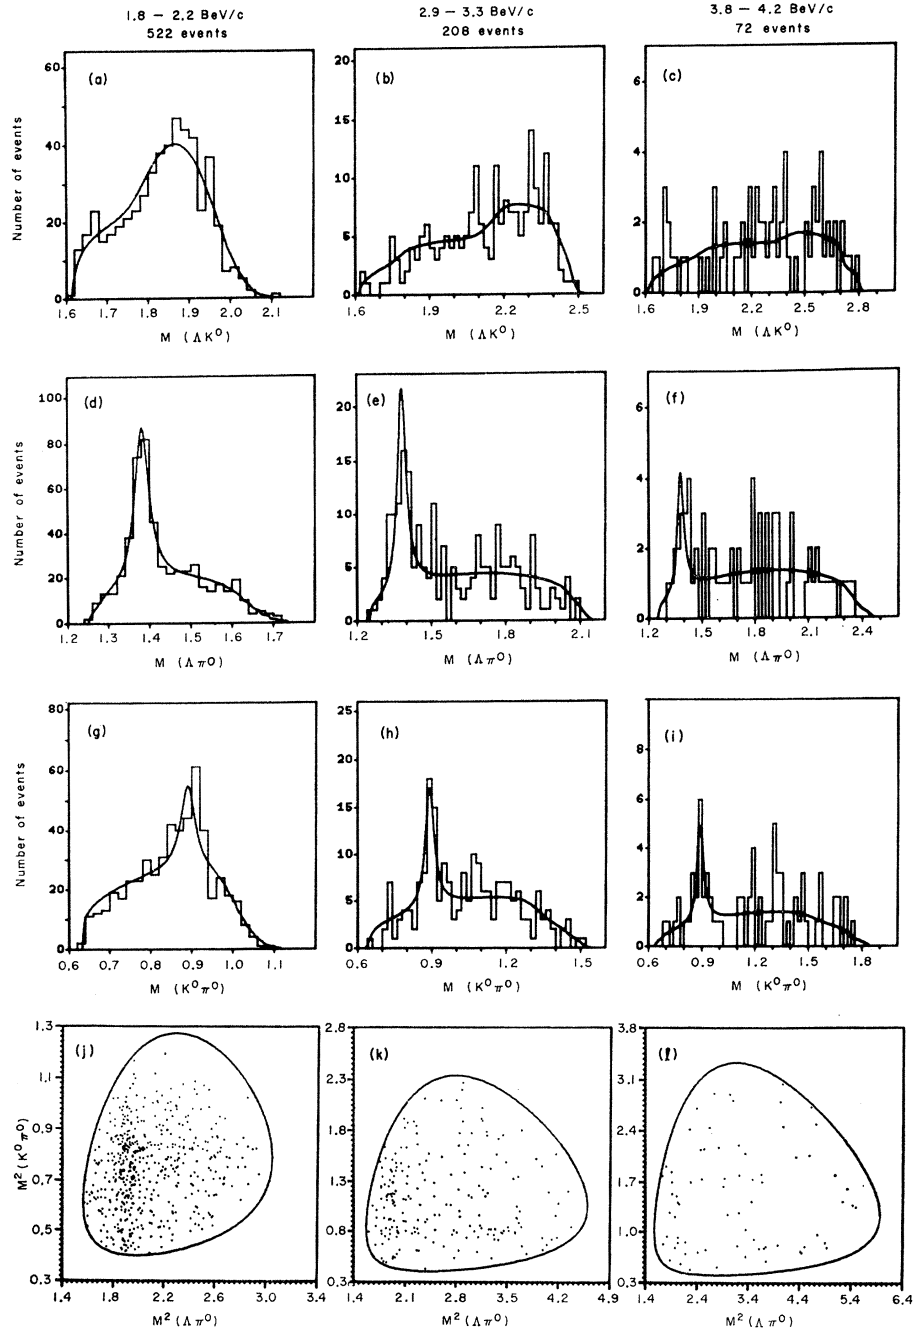 1.8 – 2.2 BeV/c 2.9 – 3.3 BeV/c 3.8 – 4.2 BeV/c
522 events 208 events 72 events
(a) (b) (c)
Number of events
60 40 20 0
20 15 10 5 0
6 4 2 0
1.6 1.7 1.8 1.9 2.0 2.1
1.6 1.9 2.2 2.5
1.6 1.9 2.2 2.5 2.8
M (ΛK⁰) M (ΛK⁰) M (ΛK⁰)
(d) (e) (f)
Number of events
100 80 60 40 20 0
20 15 10 5 0
6 4 2 0
1.2 1.3 1.4 1.5 1.6 1.7
1.2 1.5 1.8 2.1
1.2 1.5 1.8 2.1 2.4
M (Λπ⁰) M (Λπ⁰) M (Λπ⁰)
(g) (h) (i)
Number of events
80 60 40 20 0
25 20 15 10 5 0
8 6 4 2 0
0.6 0.7 0.8 0.9 1.0 1.1
0.6 0.9 1.2 1.5
0.6 0.9 1.2 1.5 1.8
M (K⁰π⁰) M (K⁰π⁰) M (K⁰π⁰)
(j) (k) (l)
M² (K⁰π⁰)
1.3 1.1 0.9 0.7 0.5 0.3
2.8 2.3 1.8 1.3 0.8 0.3
3.8 3.1 2.4 1.7 1.0 0.3
1.4 1.8 2.2 2.6 3.0 3.4
1.4 2.1 2.8 3.5 4.2 4.9
1.4 2.4 3.4 4.4 5.4 6.4
M² (Λπ⁰) M² (Λπ⁰) M² (Λπ⁰)